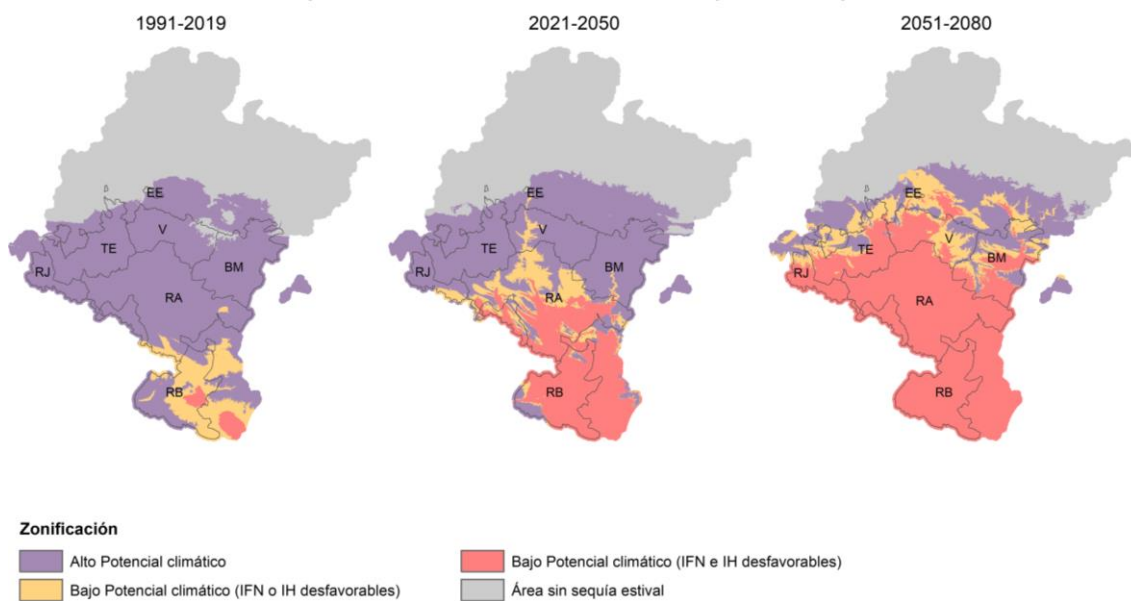 1991-2019
2021-2050
2051-2080
EE
TE
V
RJ
BM
RA
RB
EE
TE
V
RJ
BM
RA
RB
EE
TE
V
RJ
BM
RA
RB
Zonificación
Alto Potencial climático
Bajo Potencial climático (IFN e IH desfavorables)
Bajo Potencial climático (IFN O IH desfavorables)
Área sin sequía estival